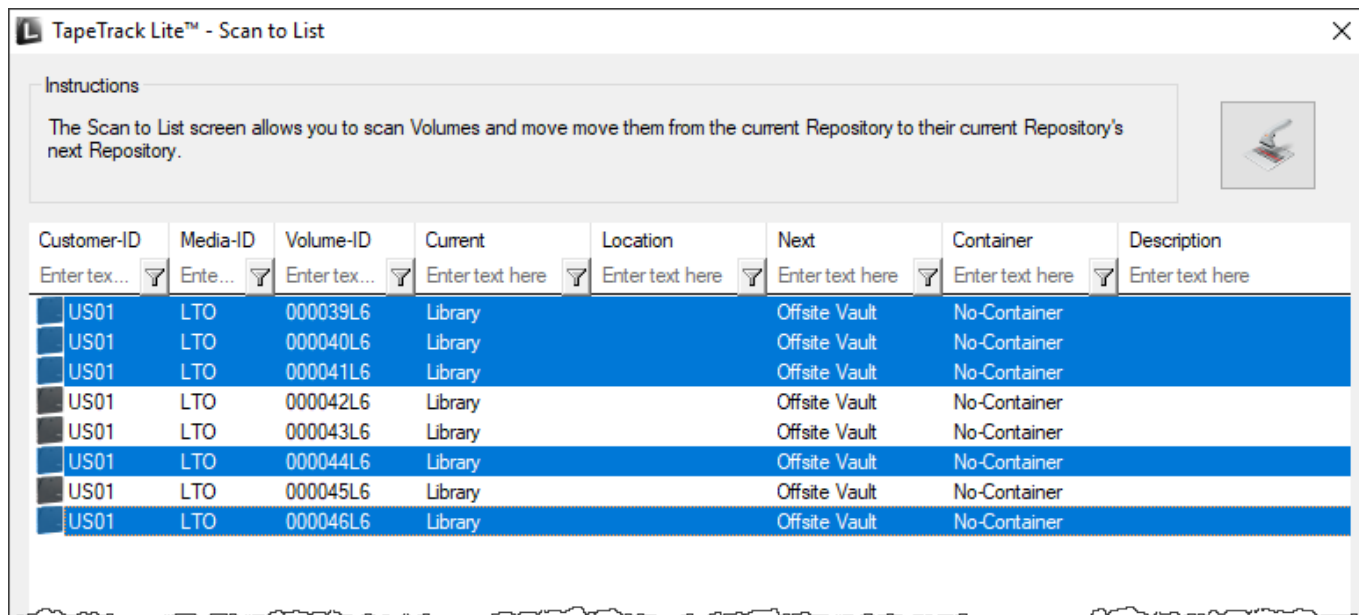 TapeTrack Lite™ - Scan to List
Instructions
The Scan to List screen allows you to scan Volumes and move move them from the current Repository to their current Repository's
next Repository.
Customer-ID Media-ID Volume-ID Current Location Next Container Description
Enter tex... Ente... Enter tex... Enter text here Enter text here Enter text here Enter text here Enter text here
US01 LTO 000039L6 Library Offsite Vault No-Container
US01 LTO 000040L6 Library Offsite Vault No-Container
US01 LTO 000041L6 Library Offsite Vault No-Container
US01 LTO 000042L6 Library Offsite Vault No-Container
US01 LTO 000043L6 Library Offsite Vault No-Container
US01 LTO 000044L6 Library Offsite Vault No-Container
US01 LTO 000045L6 Library Offsite Vault No-Container
US01 LTO 000046L6 Library Offsite Vault No-Container